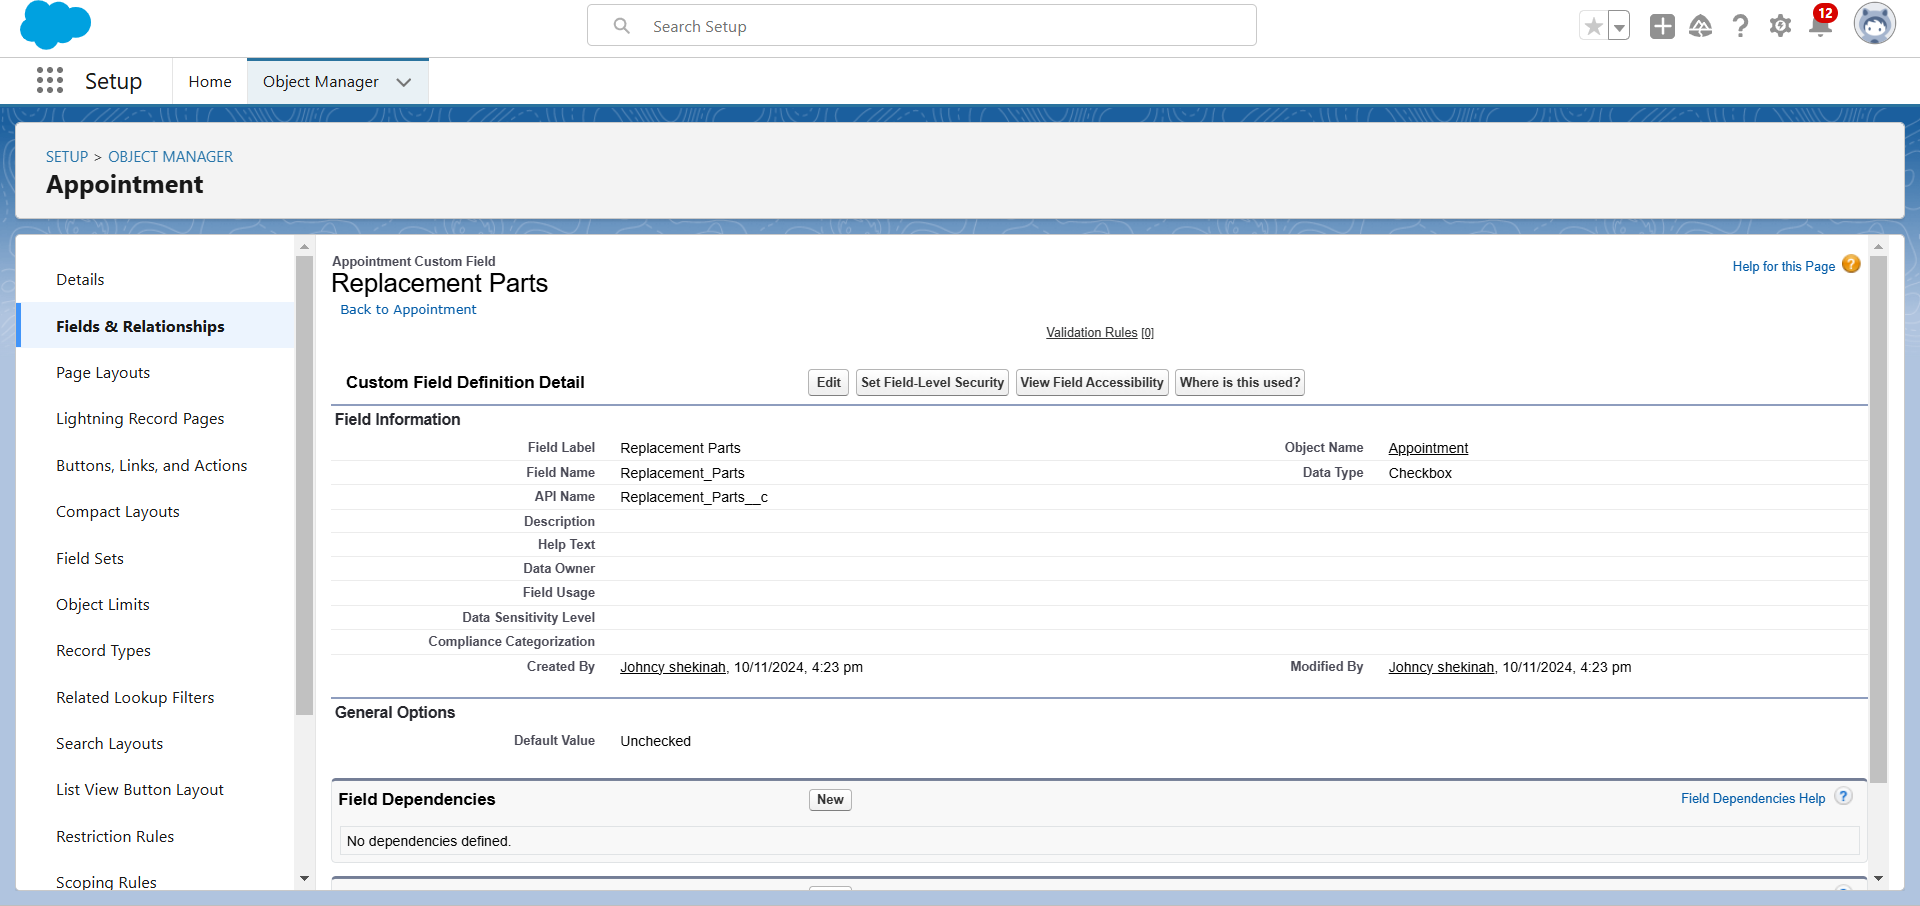 Search Setup
12
Setup
Home
Object Manager
SETUP > OBJECT MANAGER
Appointment
Details
Fields & Relationships
Page Layouts
Lightning Record Pages
Buttons, Links, and Actions
Compact Layouts
Field Sets
Object Limits
Record Types
Related Lookup Filters
Search Layouts
List View Button Layout
Restriction Rules
Scoping Rules
Appointment Custom Field
Replacement Parts
Back to Appointment
Help for this Page ?
Validation Rules [0]
Custom Field Definition Detail
Edit
Set Field-Level Security
View Field Accessibility
Where is this used?
Field Information
Field Label Replacement Parts Object Name Appointment
Field Name Replacement_Parts Data Type Checkbox
API Name Replacement_Parts__c
Description
Help Text
Data Owner
Field Usage
Data Sensitivity Level
Compliance Categorization
Created By Johncy shekinah, 10/11/2024, 4:23 pm Modified By Johncy shekinah, 10/11/2024, 4:23 pm
General Options
Default Value Unchecked
Field Dependencies New Field Dependencies Help ?
No dependencies defined.